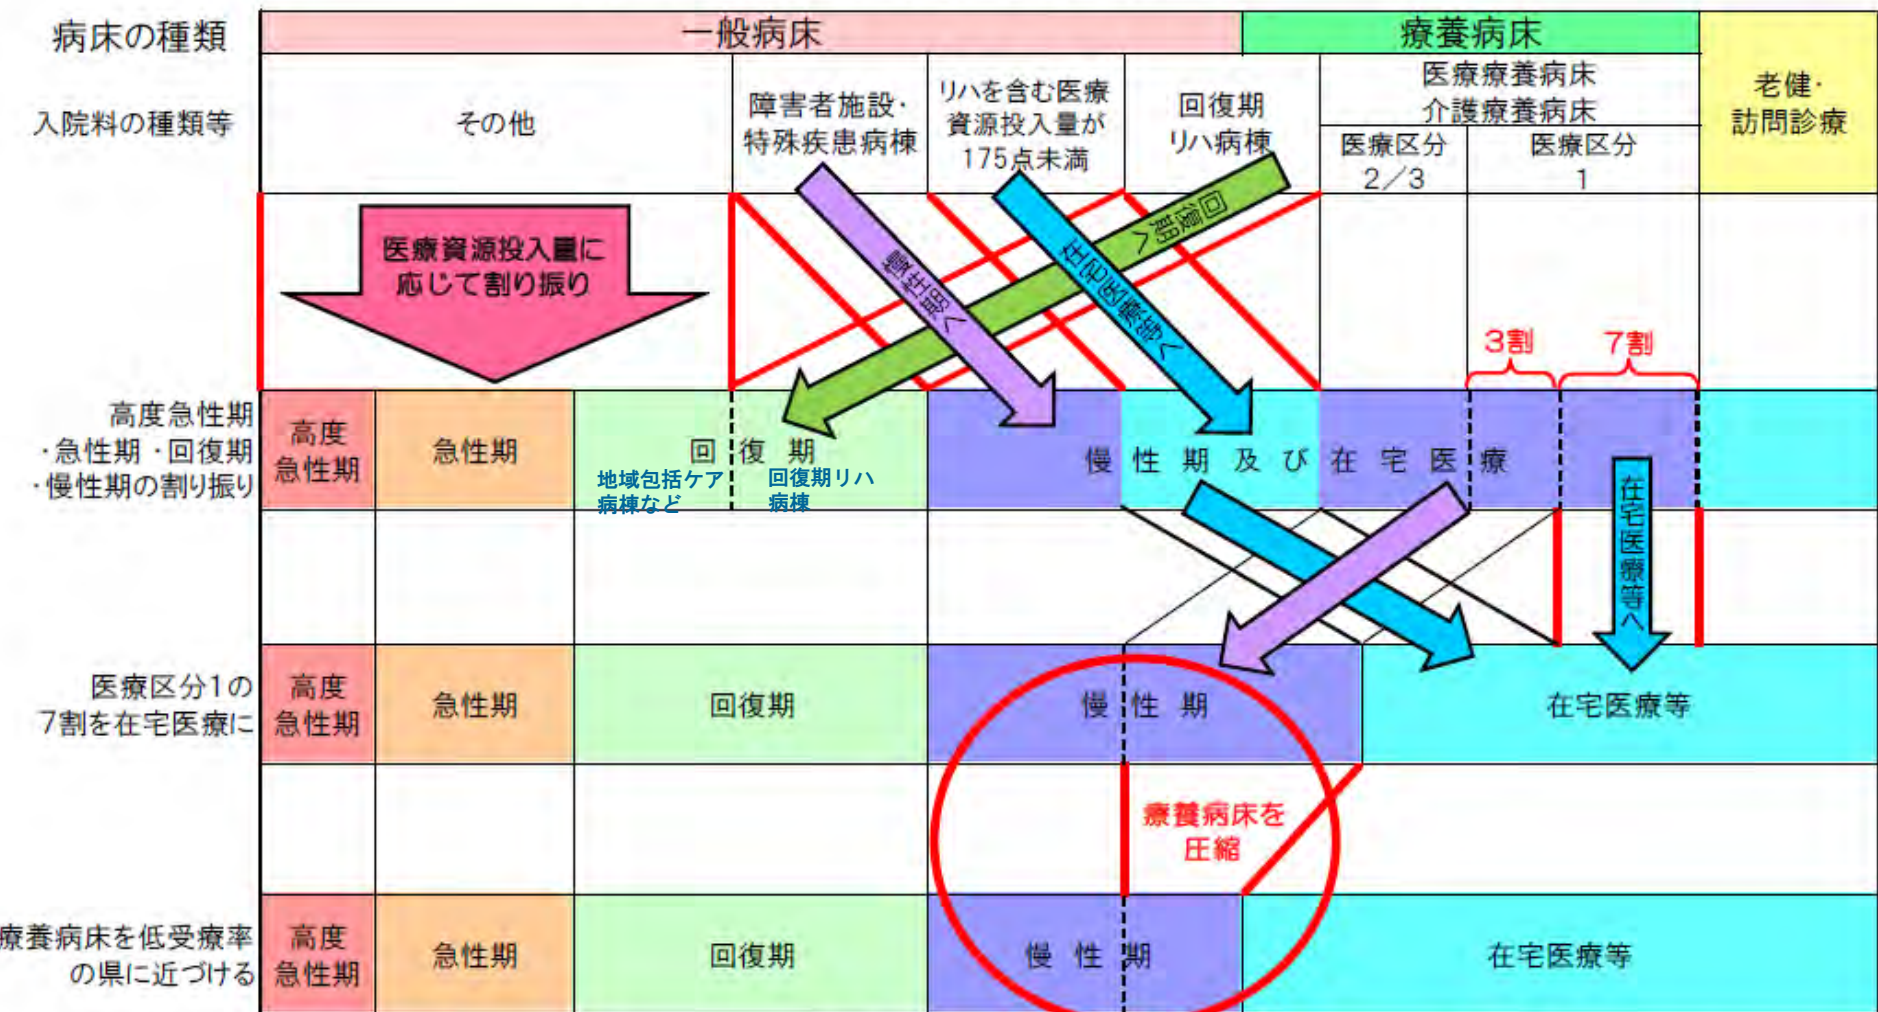 病床の種類
一般病床
療養病床
老健・
訪問診療
入院料の種類等
その他
障害者施設・
特殊疾患病棟
リハを含む医療
資源投入量が
175点未満
回復期
リハ病棟
医療療養病床
介護療養病床
医療区分
2／3
医療区分
1
医療資源投入量に
応じて割り振り
慢性期へ
在宅医療等へ
回復期へ
3割
7割
高度急性期
・急性期・回復期
・慢性期の割り振り
高度
急性期
急性期
回復期
地域包括ケア
病棟など
回復期リハ
病棟
慢性期及び在宅医療
在宅医療等へ
医療区分1の
7割を在宅医療に
高度
急性期
急性期
回復期
慢性期
在宅医療等
療養病床を
圧縮
療養病床を低受療率
の県に近づける
高度
急性期
急性期
回復期
慢性期
在宅医療等